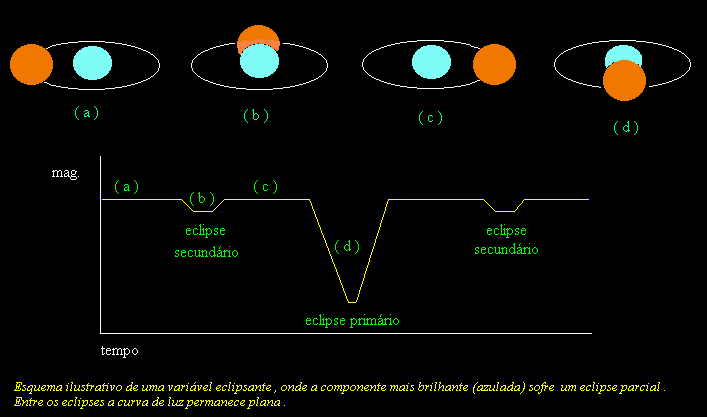 ( a )
( b )
( c )
( d )
mag.
( a )
( b )
( c )
eclipse
secundário
( d )
eclipse
secundário
eclipse primário
tempo
Esquema ilustrativo de uma variável eclipsante , onde a componente mais brilhante (azulada) sofre um eclipse parcial .
Entre os eclipses a curva de luz permanece plana .